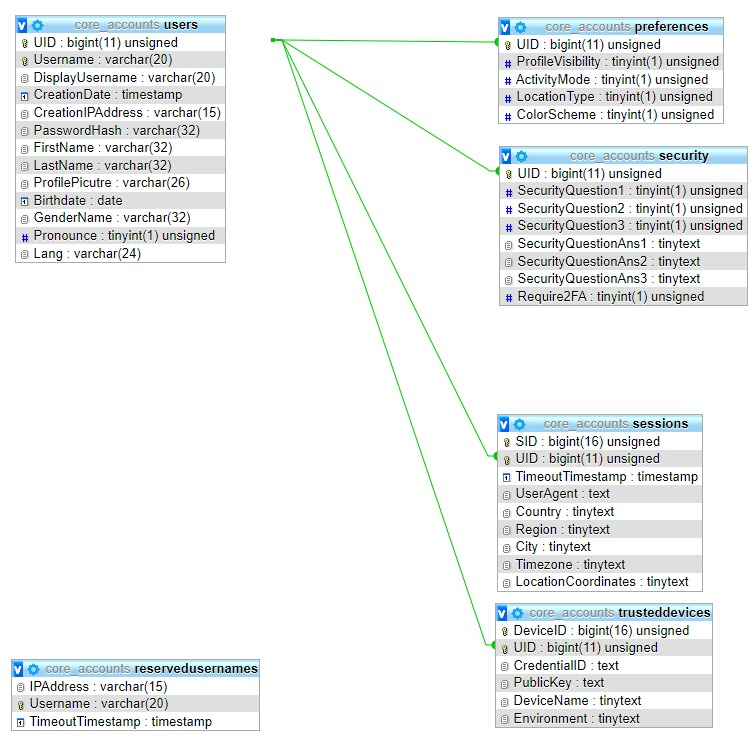 core_accounts users
UID : bigint(11) unsigned
Username : varchar(20)
DisplayUsername : varchar(20)
CreationDate : timestamp
CreationIPAddress : varchar(15)
PasswordHash : varchar(32)
FirstName : varchar(32)
LastName : varchar(32)
ProfilePicutre : varchar(26)
Birthdate : date
GenderName : varchar(32)
Pronounce : tinyint(1) unsigned
Lang : varchar(24)
core_accounts preferences
UID : bigint(11) unsigned
ProfileVisibility : tinyint(1) unsigned
ActivityMode : tinyint(1) unsigned
LocationType : tinyint(1) unsigned
ColorScheme : tinyint(1) unsigned
core_accounts security
UID : bigint(11) unsigned
SecurityQuestion1 : tinyint(1) unsigned
SecurityQuestion2 : tinyint(1) unsigned
SecurityQuestion3 : tinyint(1) unsigned
SecurityQuestionAns1 : tinytext
SecurityQuestionAns2 : tinytext
SecurityQuestionAns3 : tinytext
Require2FA : tinyint(1) unsigned
core_accounts sessions
SID : bigint(16) unsigned
UID : bigint(11) unsigned
TimeoutTimestamp : timestamp
UserAgent : text
Country : tinytext
Region : tinytext
City : tinytext
Timezone : tinytext
LocationCoordinates : tinytext
core_accounts trusteddevices
DeviceID : bigint(16) unsigned
UID : bigint(11) unsigned
CredentialID : text
PublicKey : text
DeviceName : tinytext
Environment : tinytext
core_accounts reservedusernames
IPAddress : varchar(15)
Username : varchar(20)
TimeoutTimestamp : timestamp